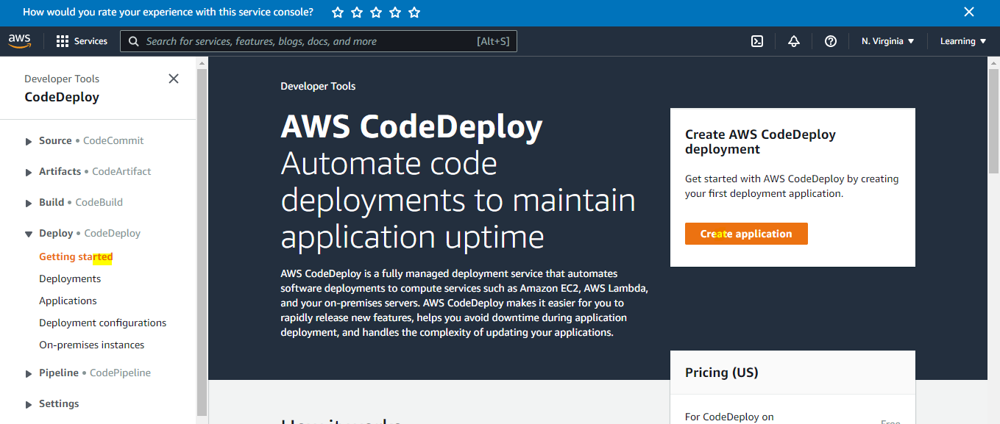 How would you rate your experience with this service console?
aws
Services
Search for services, features, blogs, docs, and more
[Alt+S]
N. Virginia
Learning
Developer Tools
CodeDeploy
Source • CodeCommit
Artifacts • CodeArtifact
Build • CodeBuild
Deploy • CodeDeploy
Getting started
Deployments
Applications
Deployment configurations
On-premises instances
Pipeline • CodePipeline
Settings
Developer Tools
AWS CodeDeploy
Automate code
deployments to maintain
application uptime
AWS CodeDeploy is a fully managed deployment service that automates
software deployments to compute services such as Amazon EC2, AWS Lambda,
and your on-premises servers. AWS CodeDeploy makes it easier for you to
rapidly release new features, helps you avoid downtime during application
deployment, and handles the complexity of updating your applications.
Create AWS CodeDeploy
deployment
Get started with AWS CodeDeploy by creating
your first deployment application.
Create application
Pricing (US)
For CodeDeploy on
Free
How it works